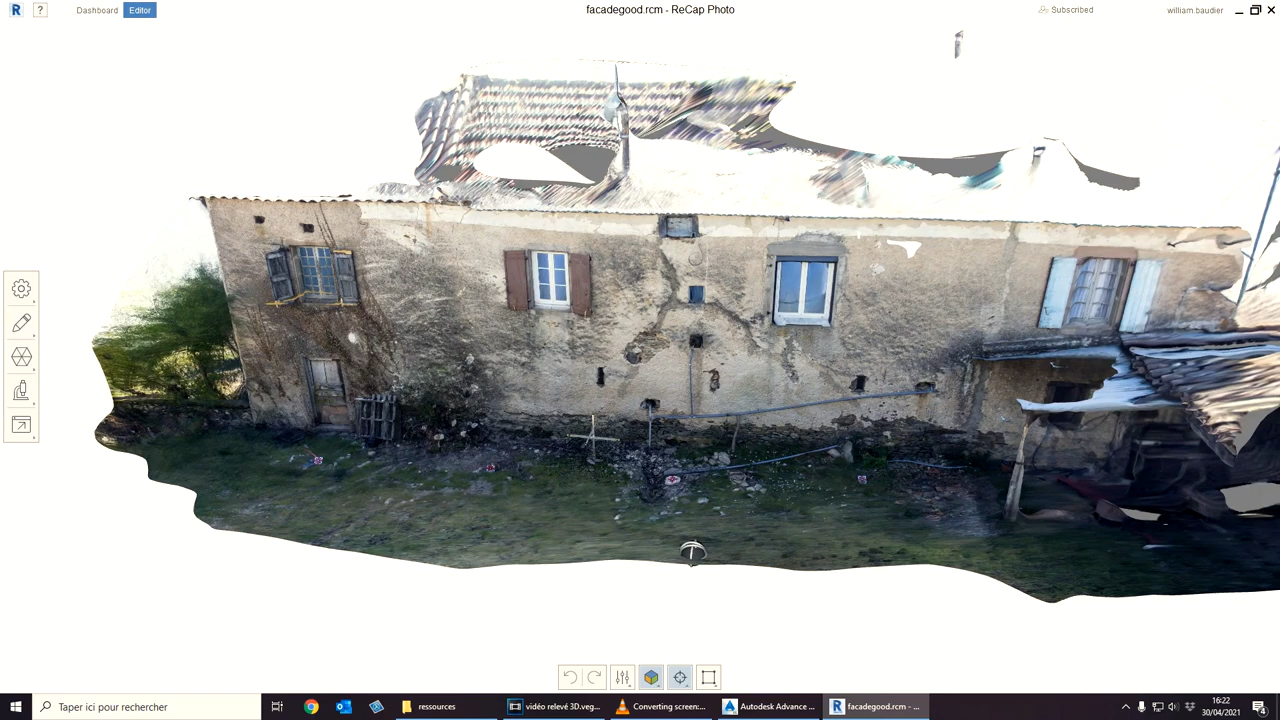 R ? Dashboard Editor facadegood.rcm - ReCap Photo Subscribed william.baudier
Taper ici pour rechercher ressources vidéo relevé 3D.veg... Converting screen:... Autodesk Advance ... R facadegood.rcm - ... 16:22
30/04/2021 4